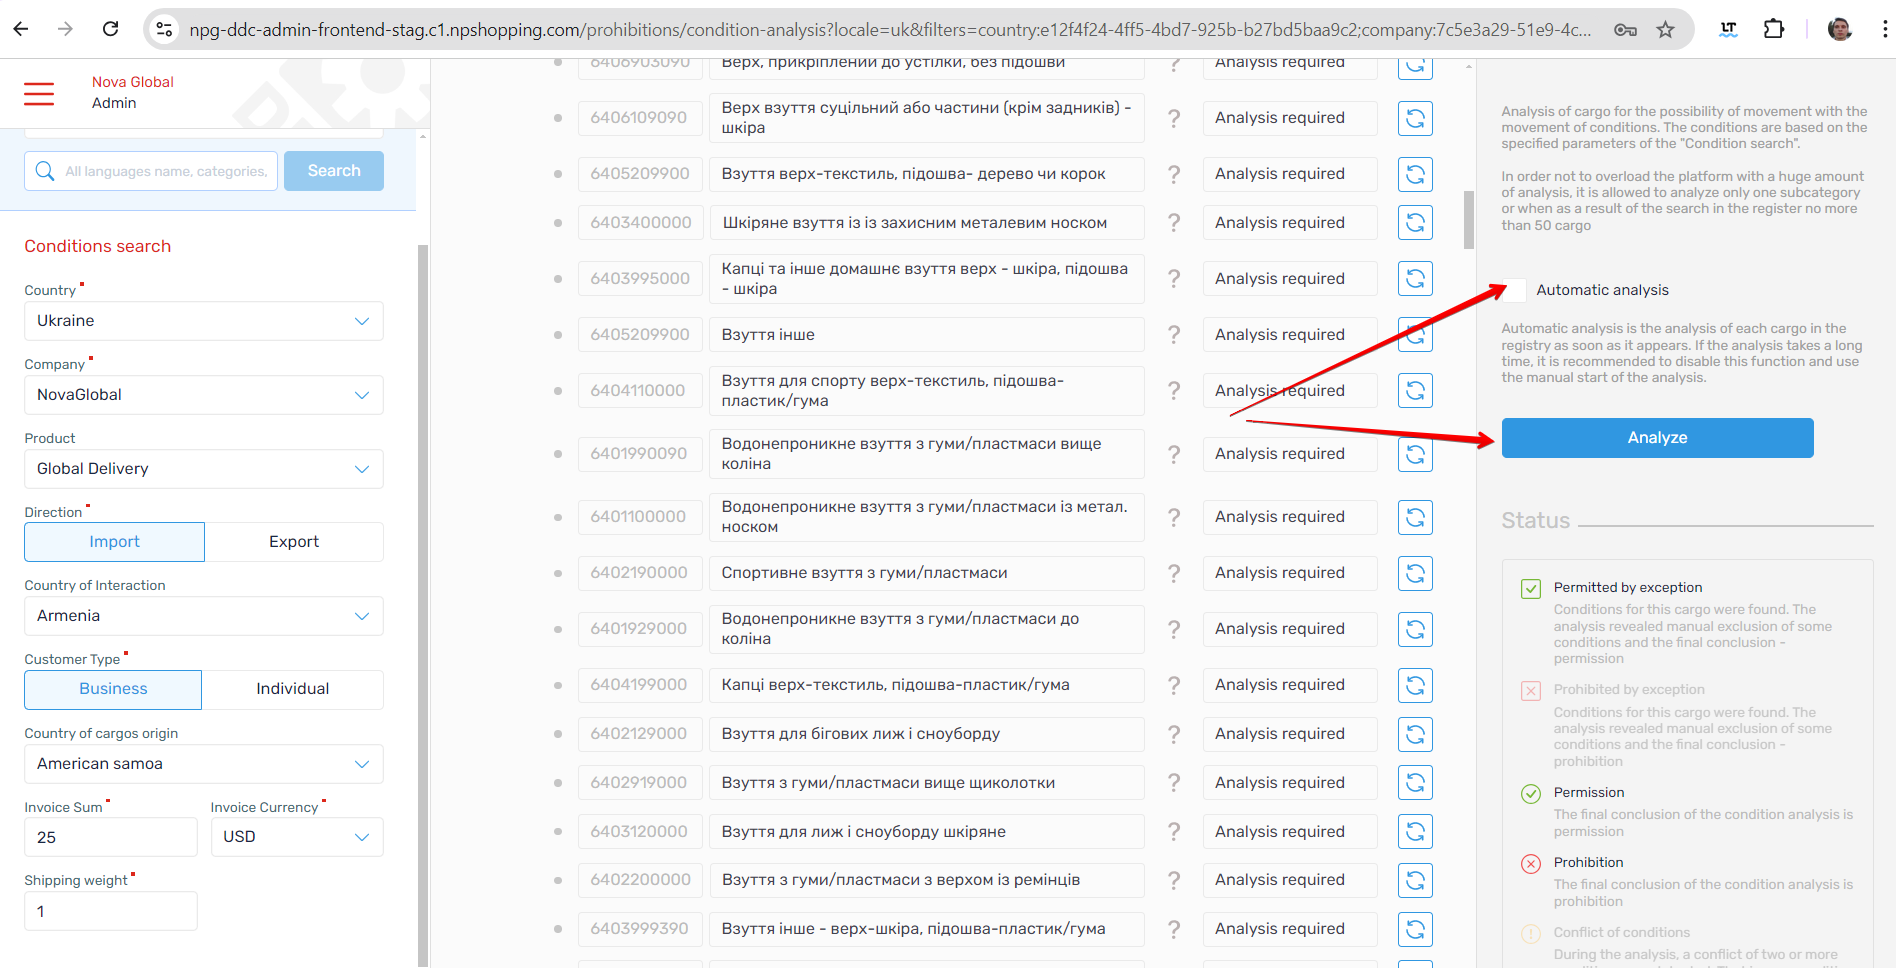 npg-ddc-admin-frontend-stag.c1.npshopping.com/prohibitions/condition-analysis?locale=uk&filters=country:e12f4f24-4ff5-4bd7-925b-b27bd5baa9c2;company:7c5e3a29-51e9-4c...
LT
Nova Global
Admin
All languages name, categories,
Search
Conditions search
Country
Ukraine
Company
NovaGlobal
Product
Global Delivery
Direction
Import
Export
Country of Interaction
Armenia
Customer Type
Business
Individual
Country of cargos origin
American samoa
Invoice Sum
Invoice Currency
25
USD
Shipping weight
1
6406903090
Верх, прикріплений до устілки, без підошви
? Analysis required
6406109090
Верх взуття суцільний або частини (крім задників) -
шкіра
? Analysis required
6405209900
Взуття верх-текстиль, підошва- дерево чи корок
? Analysis required
6403400000
Шкіряне взуття із із захисним металевим носком
? Analysis required
6403995000
Капці та інше домашнє взуття верх - шкіра, підошва
- шкіра
? Analysis required
6405209900
Взуття інше
? Analysis required
6404110000
Взуття для спорту верх-текстиль, підошва-
пластик/гума
? Analysis required
6401990090
Водонепроникне взуття з гуми/пластмаси вище
коліна
? Analysis required
6401100000
Водонепроникне взуття з гуми/пластмаси із метал.
носком
? Analysis required
6402190000
Спортивне взуття з гуми/пластмаси
? Analysis required
6401929000
Водонепроникне взуття з гуми/пластмаси до
коліна
? Analysis required
6404199000
Капці верх-текстиль, підошва-пластик/гума
? Analysis required
6402129000
Взуття для бігових лиж і сноуборду
? Analysis required
6402919000
Взуття з гуми/пластмаси вище щиколотки
? Analysis required
6403120000
Взуття для лиж і сноуборду шкіряне
? Analysis required
6402200000
Взуття з гуми/пластмаси з верхом із ремінців
? Analysis required
6403999390
Взуття інше - верх-шкіра, підошва-пластик/гума
? Analysis required
Analysis of cargo for the possibility of movement with the
movement of conditions. The conditions are based on the
specified parameters of the "Condition search".
In order not to overload the platform with a huge amount
of analysis, it is allowed to analyze only one subcategory
or when as a result of the search in the register no more
than 50 cargo
Automatic analysis
Automatic analysis is the analysis of each cargo in the
registry as soon as it appears. If the analysis takes a long
time, it is recommended to disable this function and use
the manual start of the analysis.
Analyze
Status
Permitted by exception
Conditions for this cargo were found. The
analysis revealed manual exclusion of some
conditions and the final conclusion -
permission
Prohibited by exception
Conditions for this cargo were found. The
analysis revealed manual exclusion of some
conditions and the final conclusion -
prohibition
Permission
The final conclusion of the condition analysis is
permission
Prohibition
The final conclusion of the condition analysis is
prohibition
Conflict of conditions
During the analysis, a conflict of two or more